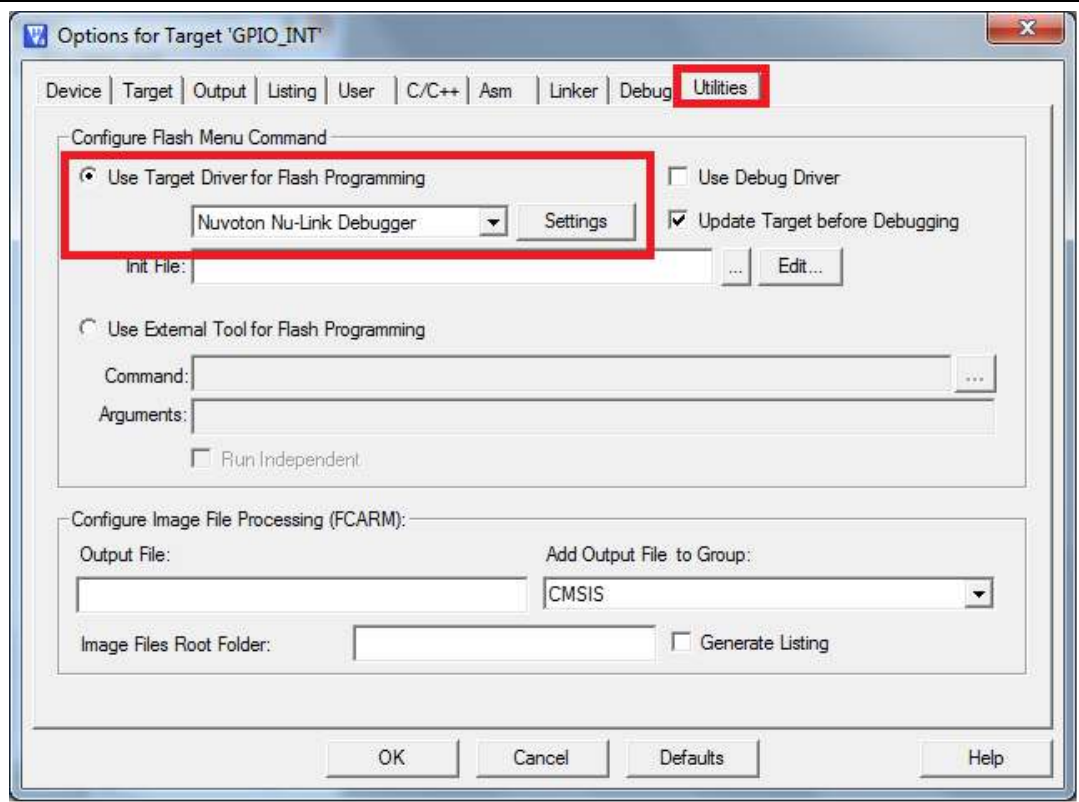 Options for Target 'GPIO_INT'
Device Target Output Listing User C/C++ Asm Linker Debug Utilities
Configure Flash Menu Command
Use Target Driver for Flash Programming Use Debug Driver
Nuvoton Nu-Link Debugger Settings Update Target before Debugging
Init File: ... Edit...
Use External Tool for Flash Programming
Command: ...
Arguments:
Run Independent
Configure Image File Processing (FCARM):
Output File: Add Output File to Group:
CMSIS
Image Files Root Folder: Generate Listing
OK Cancel Defaults Help